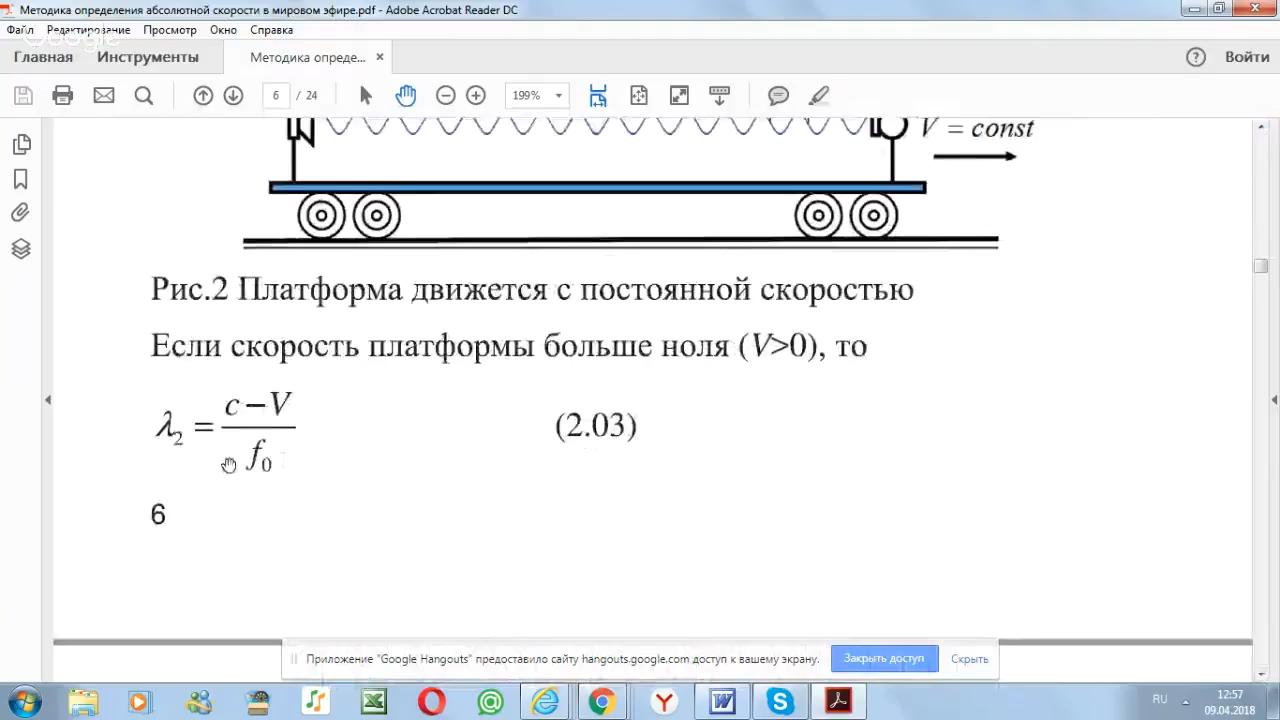 Методика определения абсолютной скорости в мировом эфире.pdf - Adobe Acrobat Reader DC
Файл Редактирование Просмотр Окно Справка
Google
Главная Инструменты Методика опреде... × Войти
6 / 24 199%
V = const
Рис.2 Платформа движется с постоянной скоростью
Если скорость платформы больше ноля (V>0), то
λ₂ = (c – V) / f₀ (2.03)
6
Приложение "Google Hangouts" предоставило сайту hangouts.google.com доступ к вашему экрану. Закрыть доступ Скрыть
RU 12:57
09.04.2018